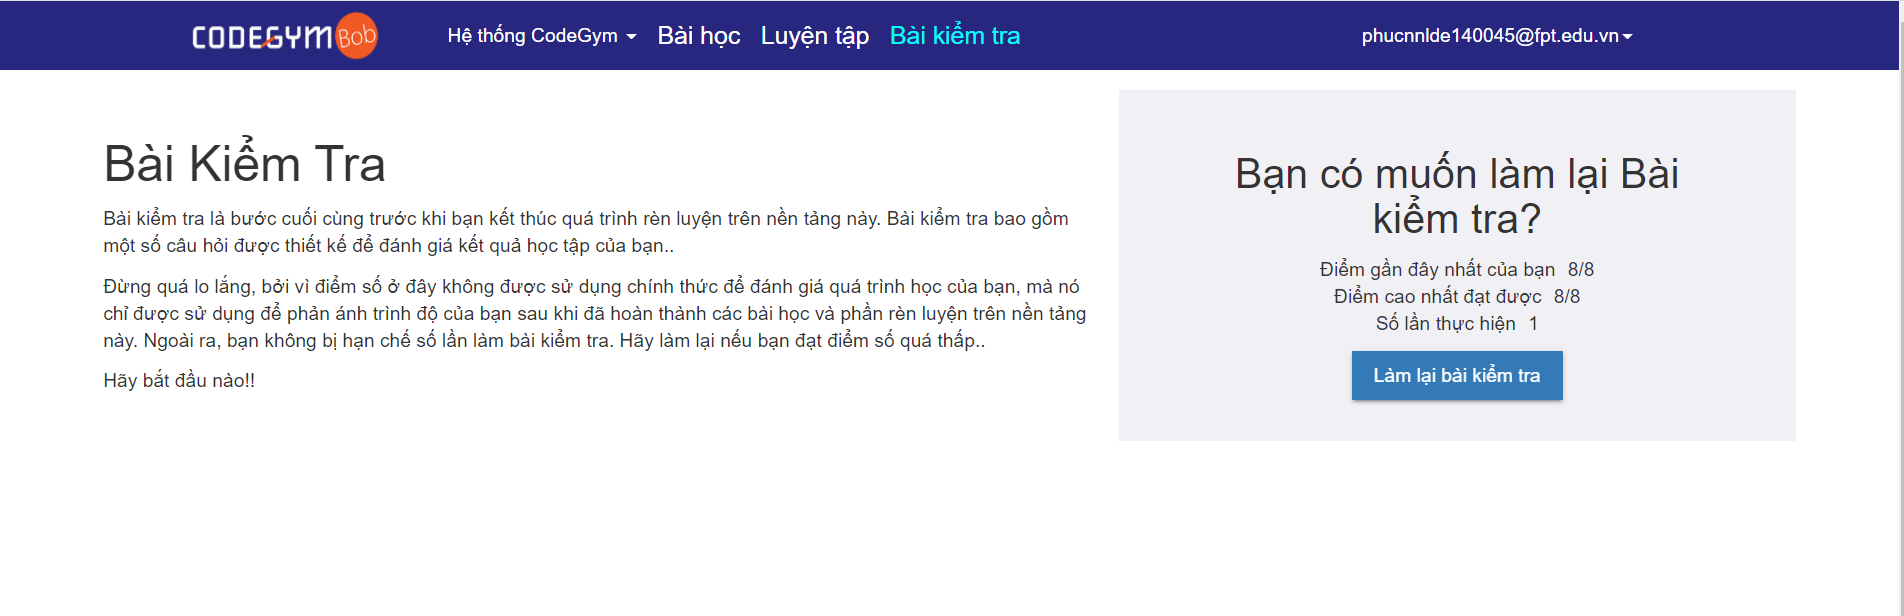 CODEGYM Bob
Hệ thống CodeGym
Bài học
Luyện tập
Bài kiểm tra
phucnnlde140045@fpt.edu.vn
Bài Kiểm Tra
Bài kiểm tra là bước cuối cùng trước khi bạn kết thúc quá trình rèn luyện trên nền tảng này. Bài kiểm tra bao gồm
một số câu hỏi được thiết kế để đánh giá kết quả học tập của bạn..
Đừng quá lo lắng, bởi vì điểm số ở đây không được sử dụng chính thức để đánh giá quá trình học của bạn, mà nó
chỉ được sử dụng để phản ánh trình độ của bạn sau khi đã hoàn thành các bài học và phần rèn luyện trên nền tảng
này. Ngoài ra, bạn không bị hạn chế số lần làm bài kiểm tra. Hãy làm lại nếu bạn đạt điểm số quá thấp..
Hãy bắt đầu nào!!
Bạn có muốn làm lại Bài
kiểm tra?
Điểm gần đây nhất của bạn 8/8
Điểm cao nhất đạt được 8/8
Số lần thực hiện 1
Làm lại bài kiểm tra